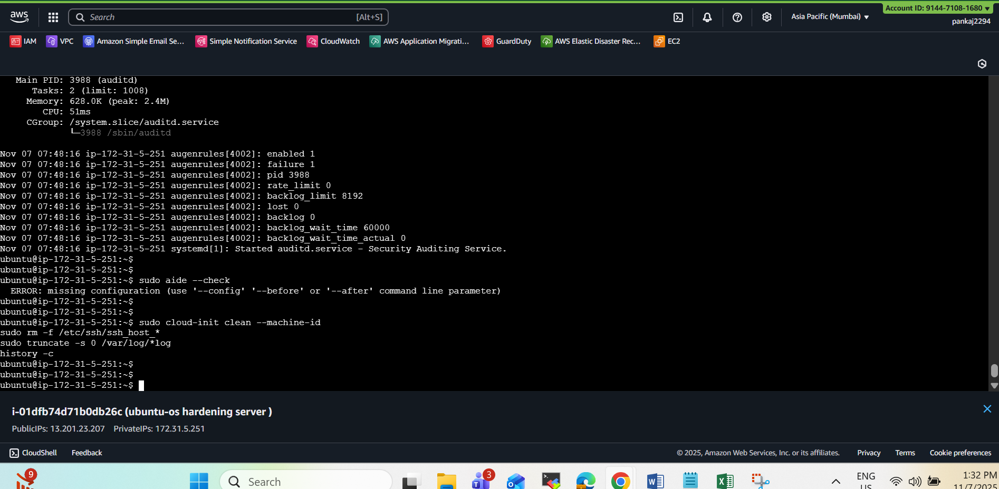 aws
Search
[Alt+S]
Account ID: 9144-7108-1680
Asia Pacific (Mumbai)
pankaj2294
IAM
VPC
Amazon Simple Email Se...
Simple Notification Service
CloudWatch
AWS Application Migrati...
GuardDuty
AWS Elastic Disaster Rec...
EC2
Main PID: 3988 (auditd)
Tasks: 2 (limit: 1008)
Memory: 628.0K (peak: 2.4M)
CPU: 51ms
CGroup: /system.slice/auditd.service
└─3988 /sbin/auditd
Nov 07 07:48:16 ip-172-31-5-251 augenrules[4002]: enabled 1
Nov 07 07:48:16 ip-172-31-5-251 augenrules[4002]: failure 1
Nov 07 07:48:16 ip-172-31-5-251 augenrules[4002]: pid 3988
Nov 07 07:48:16 ip-172-31-5-251 augenrules[4002]: rate_limit 0
Nov 07 07:48:16 ip-172-31-5-251 augenrules[4002]: backlog_limit 8192
Nov 07 07:48:16 ip-172-31-5-251 augenrules[4002]: lost 0
Nov 07 07:48:16 ip-172-31-5-251 augenrules[4002]: backlog 0
Nov 07 07:48:16 ip-172-31-5-251 augenrules[4002]: backlog_wait_time 60000
Nov 07 07:48:16 ip-172-31-5-251 augenrules[4002]: backlog_wait_time_actual 0
Nov 07 07:48:16 ip-172-31-5-251 systemd[1]: Started auditd.service - Security Auditing Service.
ubuntu@ip-172-31-5-251:~$
ubuntu@ip-172-31-5-251:~$
ubuntu@ip-172-31-5-251:~$ sudo aide --check
ERROR: missing configuration (use '--config' '--before' or '--after' command line parameter)
ubuntu@ip-172-31-5-251:~$
ubuntu@ip-172-31-5-251:~$
ubuntu@ip-172-31-5-251:~$ sudo cloud-init clean --machine-id
sudo rm -f /etc/ssh/ssh_host_*
sudo truncate -s 0 /var/log/*log
history -c
ubuntu@ip-172-31-5-251:~$
ubuntu@ip-172-31-5-251:~$
ubuntu@ip-172-31-5-251:~$
i-01dfb74d71b0db26c (ubuntu-os hardening server )
PublicIPs: 13.201.23.207 PrivateIPs: 172.31.5.251
CloudShell
Feedback
© 2025, Amazon Web Services, Inc. or its affiliates.
Privacy
Terms
Cookie preferences
9
Search
3
ENG
US
1:32 PM
11/7/2025